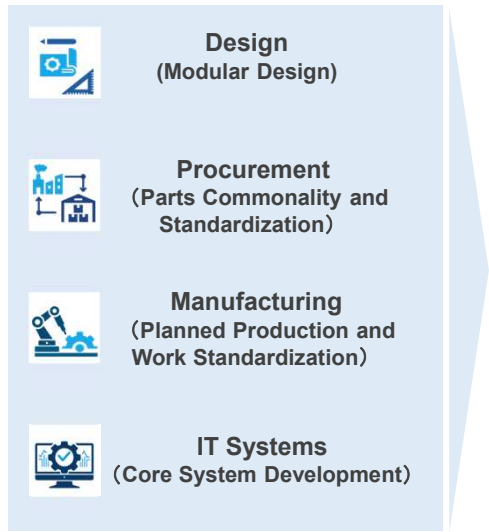 Design
(Modular Design)
Procurement
（Parts Commonality and
Standardization）
Manufacturing
（Planned Production and
Work Standardization）
IT Systems
（Core System Development）